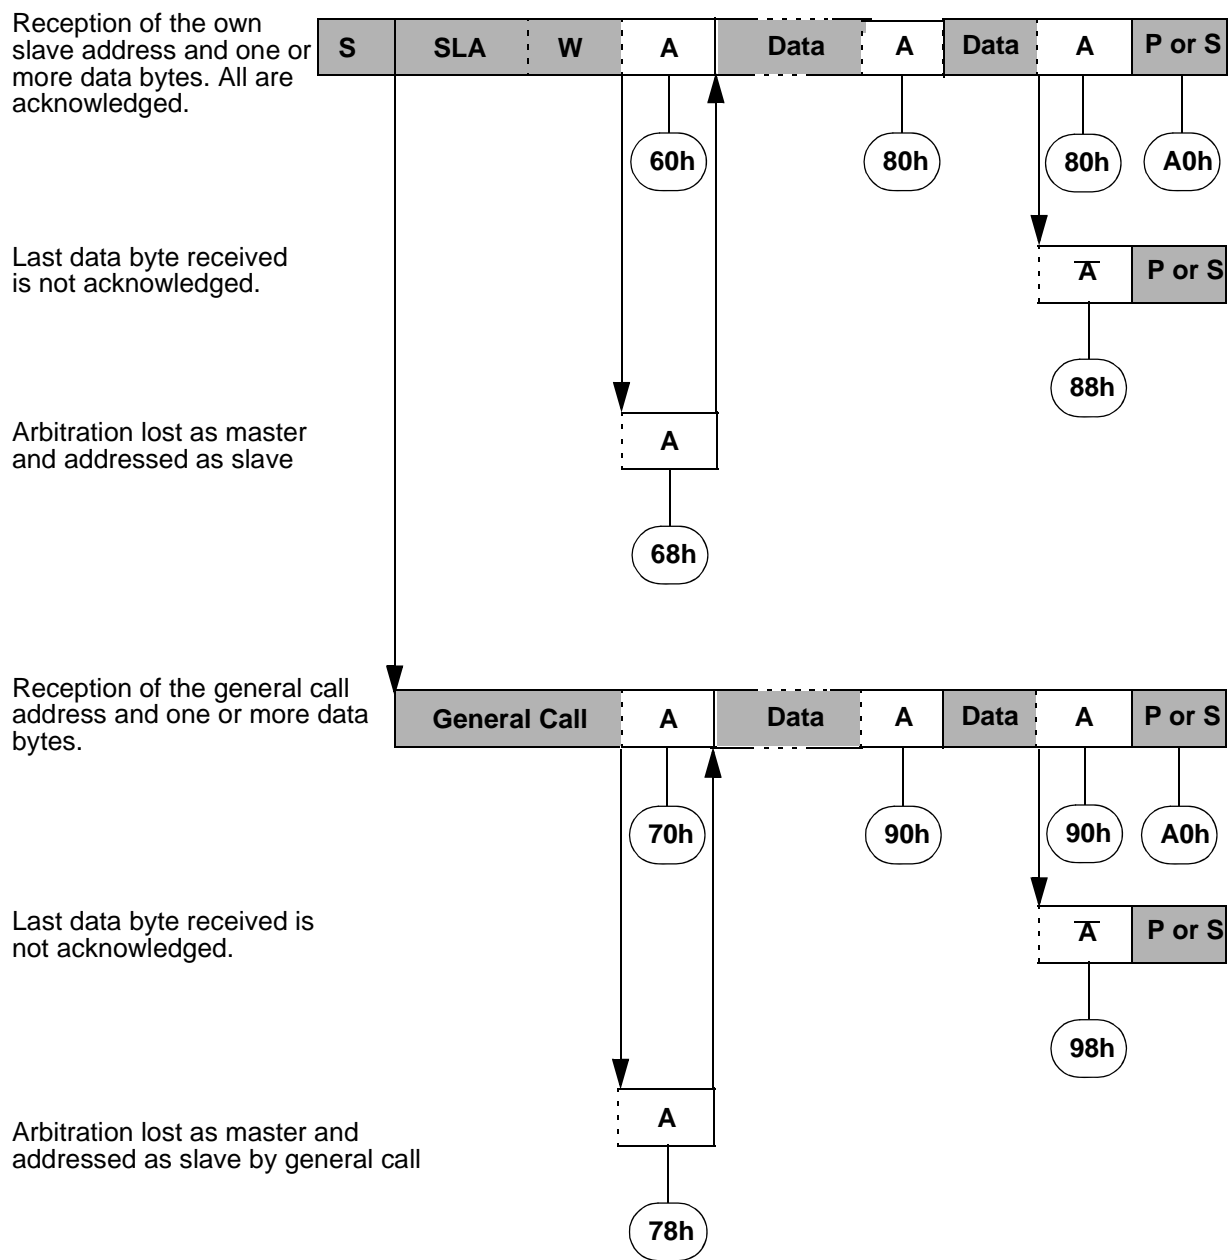 Reception of the own
slave address and one or
more data bytes. All are
acknowledged.
S SLA W A Data A Data A P or S
60h 80h 80h A0h
Last data byte received
is not acknowledged.
A̅ P or S
88h
Arbitration lost as master
and addressed as slave
A
68h
Reception of the general call
address and one or more data
bytes.
General Call A Data A Data A P or S
70h 90h 90h A0h
Last data byte received is
not acknowledged.
A̅ P or S
98h
Arbitration lost as master and
addressed as slave by general call
A
78h